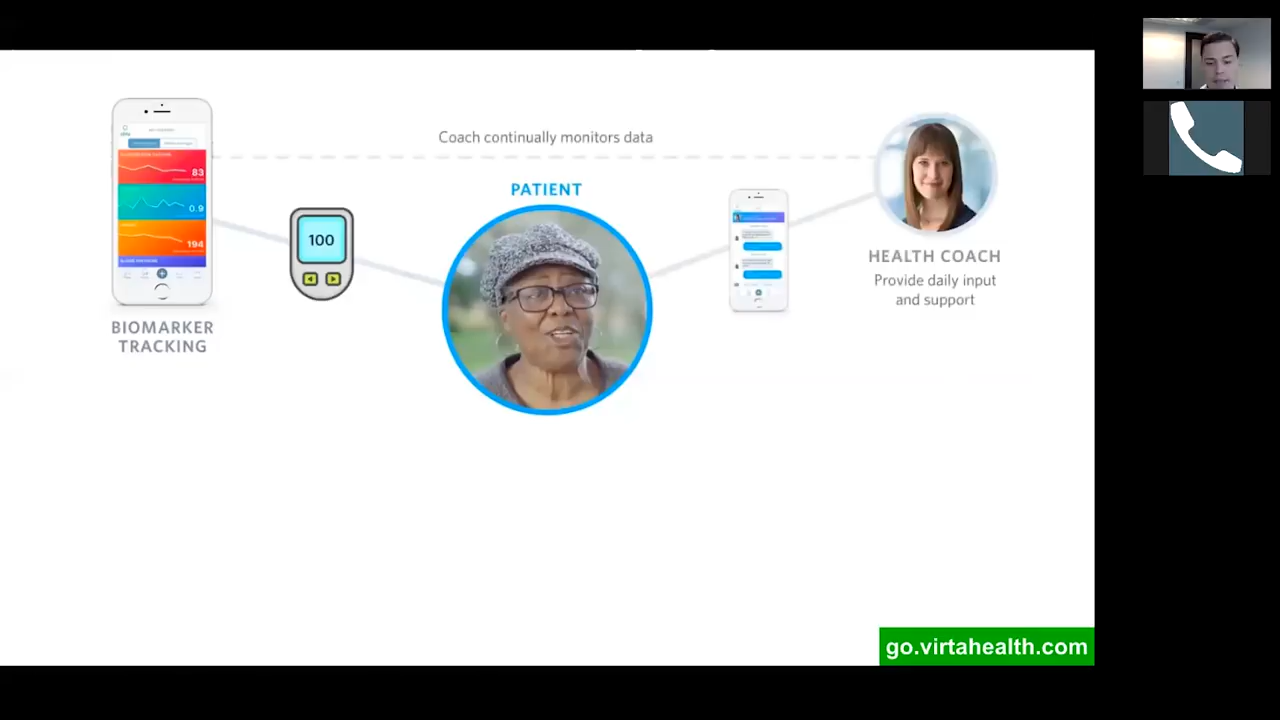 Coach continually monitors data
PATIENT
83
0.9
194
100
BIOMARKER
TRACKING
HEALTH COACH
Provide daily input
and support
go.virtahealth.com